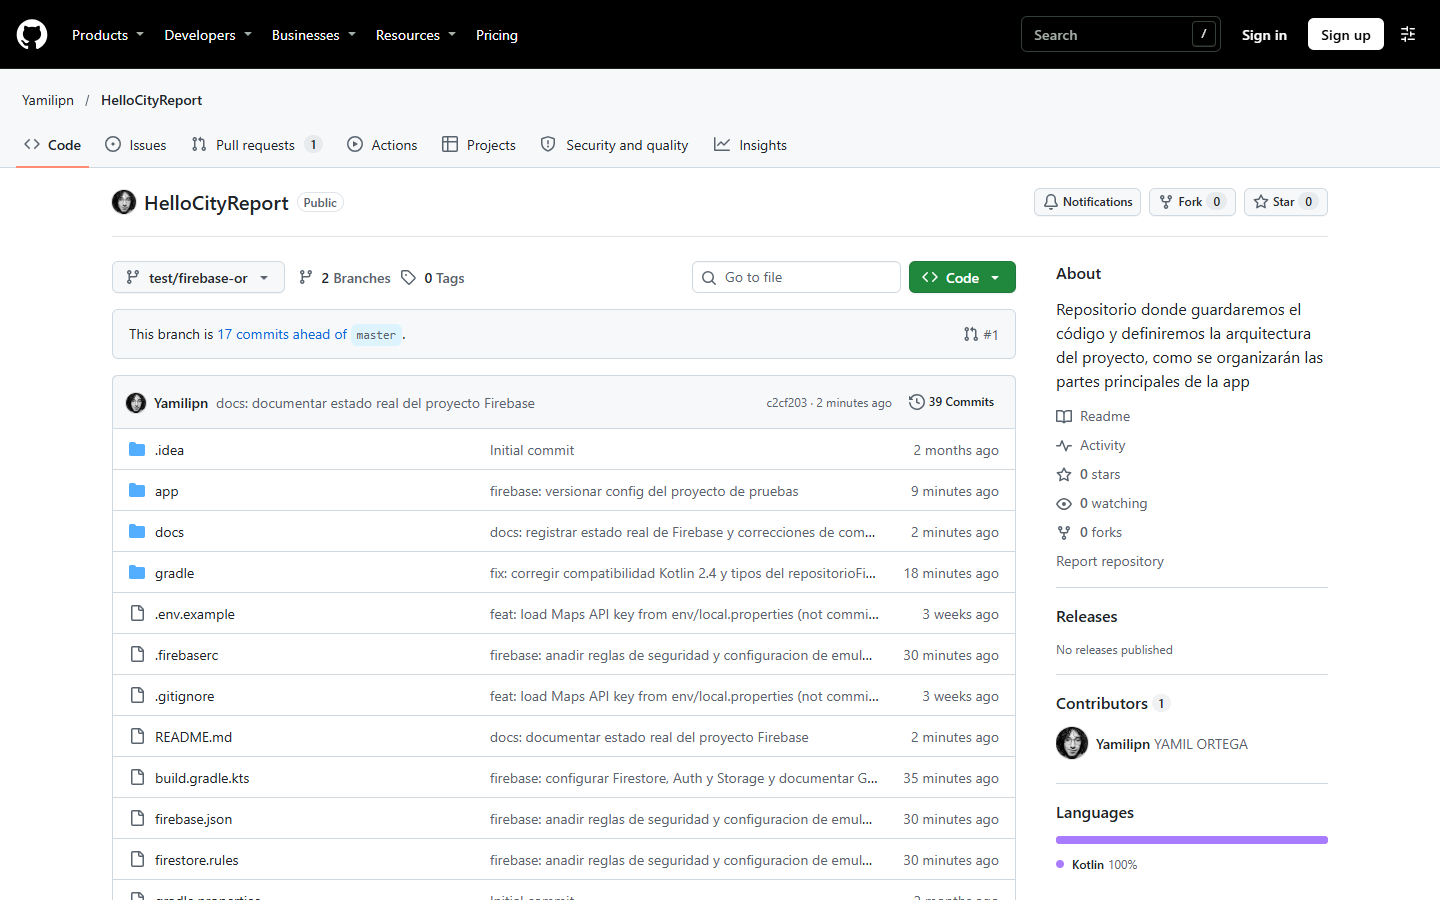 Products Developers Businesses Resources Pricing Search / Sign in Sign up
Yamilipn / HelloCityReport
Code Issues Pull requests 1 Actions Projects Security and quality Insights
HelloCityReport Public Notifications Fork 0 Star 0
test/firebase-or 2 Branches 0 Tags Go to file Code
This branch is 17 commits ahead of master . #1
Yamilipn docs: documentar estado real del proyecto Firebase c2cf203 · 2 minutes ago 39 Commits
.idea Initial commit 2 months ago
app firebase: versionar config del proyecto de pruebas 9 minutes ago
docs docs: registrar estado real de Firebase y correcciones de com... 2 minutes ago
gradle fix: corregir compatibilidad Kotlin 2.4 y tipos del repositorioFi... 18 minutes ago
.env.example feat: load Maps API key from env/local.properties (not commi... 3 weeks ago
.firebaserc firebase: anadir reglas de seguridad y configuracion de emul... 30 minutes ago
.gitignore feat: load Maps API key from env/local.properties (not commi... 3 weeks ago
README.md docs: documentar estado real del proyecto Firebase 2 minutes ago
build.gradle.kts firebase: configurar Firestore, Auth y Storage y documentar G... 35 minutes ago
firebase.json firebase: anadir reglas de seguridad y configuracion de emul... 30 minutes ago
firestore.rules firebase: anadir reglas de seguridad y configuracion de emul... 30 minutes ago
gradle.properties Initial commit 2 months ago
About
Repositorio donde guardaremos el
código y definiremos la arquitectura
del proyecto, como se organizarán las
partes principales de la app
Readme
Activity
0 stars
0 watching
0 forks
Report repository
Releases
No releases published
Contributors 1
Yamilipn YAMIL ORTEGA
Languages
Kotlin 100%